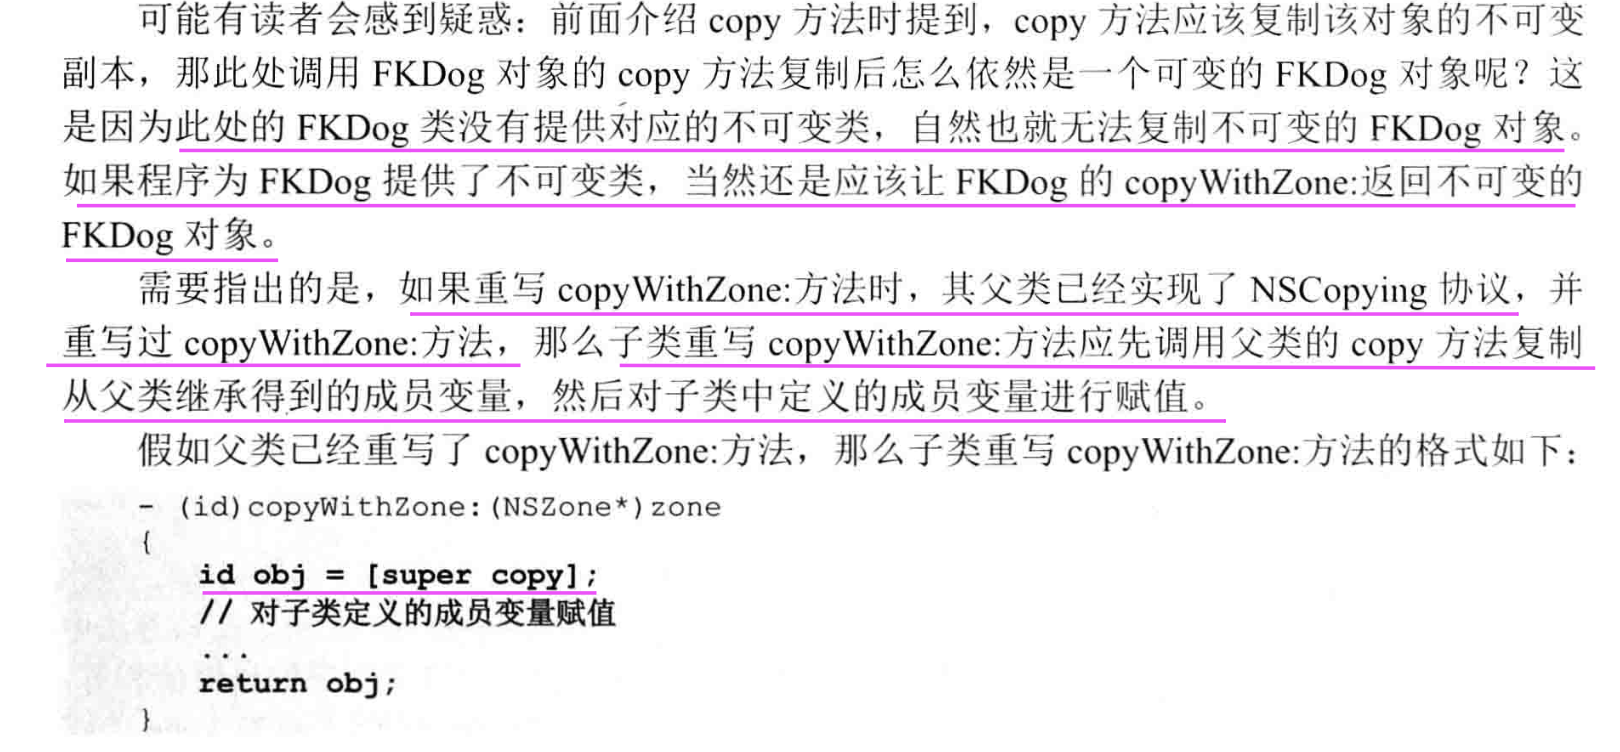 可能有读者会感到疑惑：前面介绍 copy 方法时提到，copy 方法应该复制该对象的不可变
副本，那此处调用 FKDog 对象的 copy 方法复制后怎么依然是一个可变的 FKDog 对象呢？这
是因为此处的 FKDog 类没有提供对应的不可变类，自然也就无法复制不可变的 FKDog 对象。
如果程序为 FKDog 提供了不可变类，当然还是应该让 FKDog 的 copyWithZone:返回不可变的
FKDog 对象。
需要指出的是，如果重写 copyWithZone:方法时，其父类已经实现了 NSCopying 协议，并
重写过 copyWithZone:方法，那么子类重写 copyWithZone:方法应先调用父类的 copy 方法复制
从父类继承得到的成员变量，然后对子类中定义的成员变量进行赋值。
假如父类已经重写了 copyWithZone:方法，那么子类重写 copyWithZone:方法的格式如下：
- (id)copyWithZone:(NSZone*)zone
{
id obj = [super copy];
// 对子类定义的成员变量赋值
...
return obj;
}